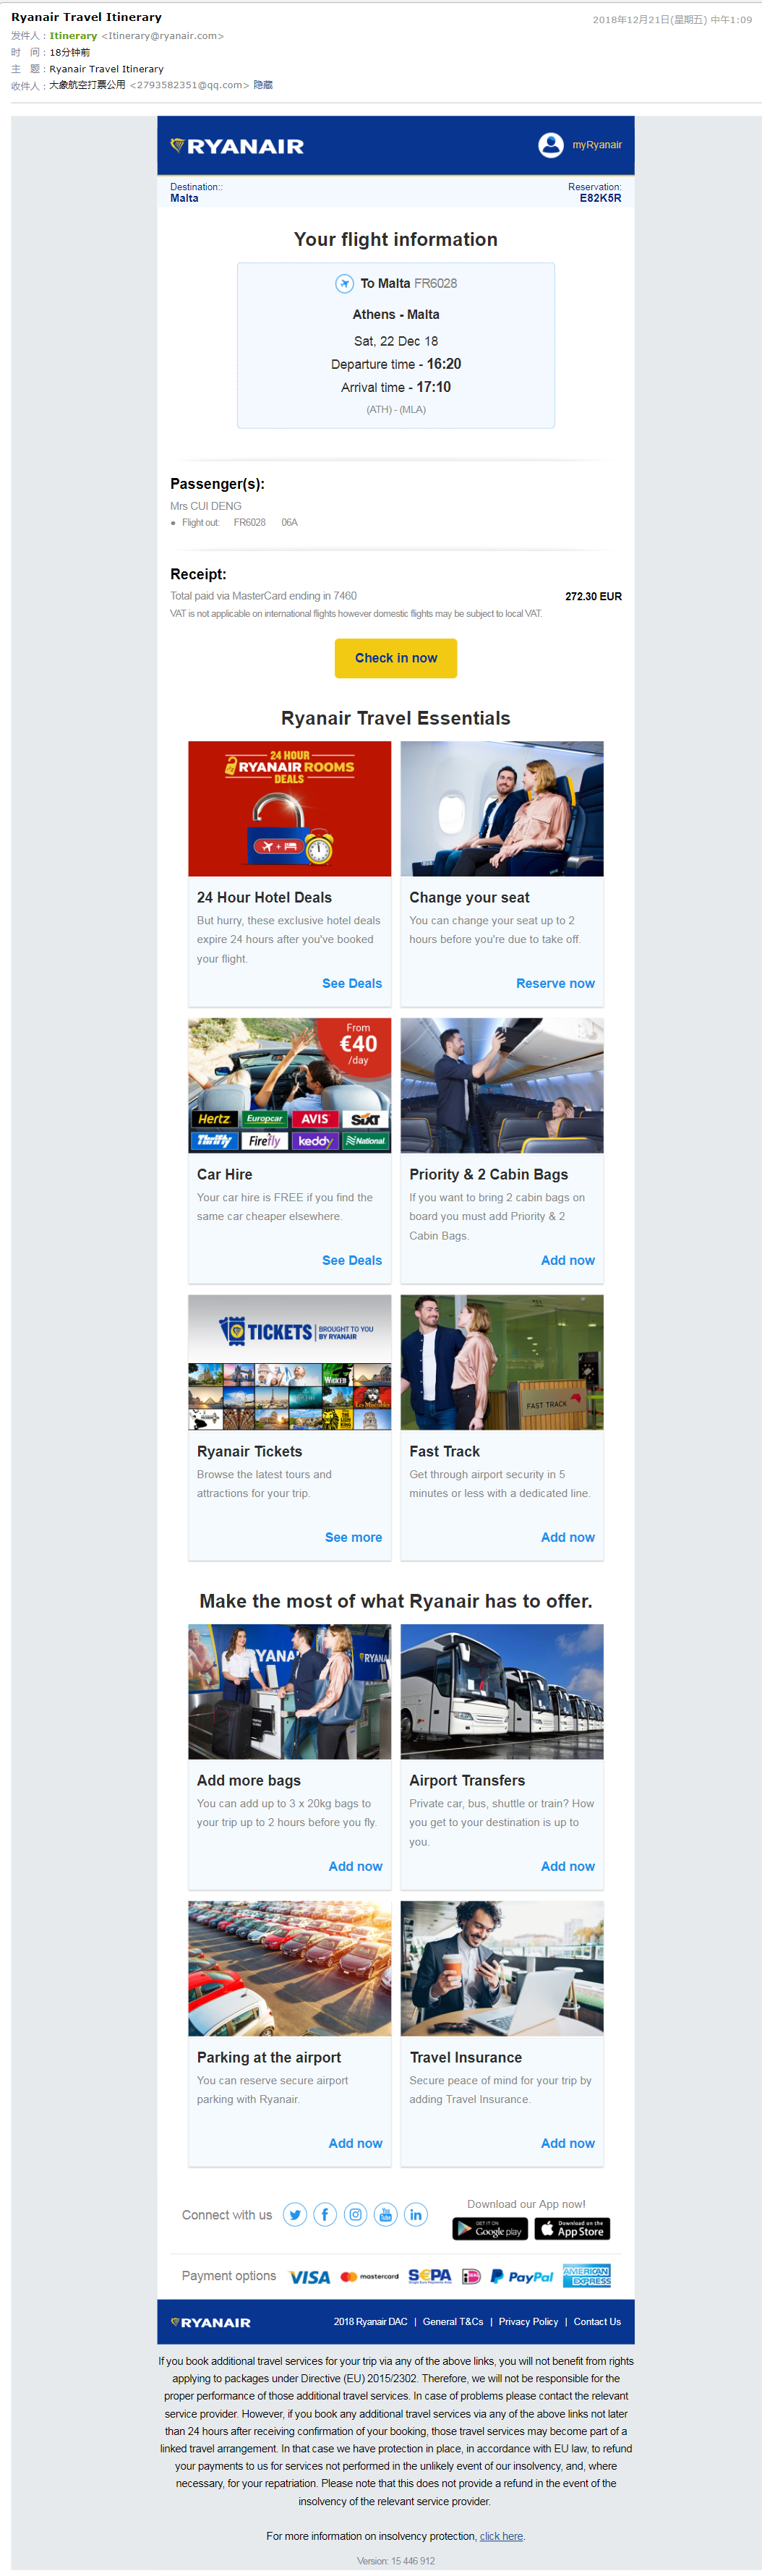 Ryanair Travel Itinerary
2018年12月21日(星期五) 中午1:09
发件人：Itinerary <Itinerary@ryanair.com>
时 间：18分钟前
主 题：Ryanair Travel Itinerary
收件人：大象航空打票公用 <2793582351@qq.com> 隐藏
RYANAIR
myRyanair
Destination::
Reservation:
Malta
E82K5R
Your flight information
To Malta FR6028
Athens - Malta
Sat, 22 Dec 18
Departure time - 16:20
Arrival time - 17:10
(ATH) - (MLA)
Passenger(s):
Mrs CUI DENG
• Flight out: FR6028 06A
Receipt:
Total paid via MasterCard ending in 7460
272.30 EUR
VAT is not applicable on international flights however domestic flights may be subject to local VAT.
Check in now
Ryanair Travel Essentials
24 HOUR
RYANAIR ROOMS
DEALS
24 Hour Hotel Deals
But hurry, these exclusive hotel deals
expire 24 hours after you've booked
your flight.
See Deals
Change your seat
You can change your seat up to 2
hours before you're due to take off.
Reserve now
From
€40
/day
Hertz Europcar AVIS SIXT
Thrifty Firefly keddy National
Car Hire
Your car hire is FREE if you find the
same car cheaper elsewhere.
See Deals
Priority & 2 Cabin Bags
If you want to bring 2 cabin bags on
board you must add Priority & 2
Cabin Bags.
Add now
TICKETS BROUGHT TO YOU
BY RYANAIR
WICKED
Les Misérables
THE
LION
KING
Ryanair Tickets
Browse the latest tours and
attractions for your trip.
See more
FAST TRACK
Fast Track
Get through airport security in 5
minutes or less with a dedicated line.
Add now
Make the most of what Ryanair has to offer.
RYANA
RYANAIR
Add more bags
You can add up to 3 x 20kg bags to
your trip up to 2 hours before you fly.
Add now
Airport Transfers
Private car, bus, shuttle or train? How
you get to your destination is up to
you.
Add now
Parking at the airport
You can reserve secure airport
parking with Ryanair.
Add now
Travel Insurance
Secure peace of mind for your trip by
adding Travel Insurance.
Add now
Connect with us
You
Tube
in
Download our App now!
GET IT ON
Google play
Download on the
App Store
Payment options
VISA
mastercard
SEPA
PayPal
AMERICAN
EXPRESS
RYANAIR
2018 Ryanair DAC | General T&Cs | Privacy Policy | Contact Us
If you book additional travel services for your trip via any of the above links, you will not benefit from rights
applying to packages under Directive (EU) 2015/2302. Therefore, we will not be responsible for the
proper performance of those additional travel services. In case of problems please contact the relevant
service provider. However, if you book any additional travel services via any of the above links not later
than 24 hours after receiving confirmation of your booking, those travel services may become part of a
linked travel arrangement. In that case we have protection in place, in accordance with EU law, to refund
your payments to us for services not performed in the unlikely event of our insolvency, and, where
necessary, for your repatriation. Please note that this does not provide a refund in the event of the
insolvency of the relevant service provider.
For more information on insolvency protection, click here.
Version: 15 446 912